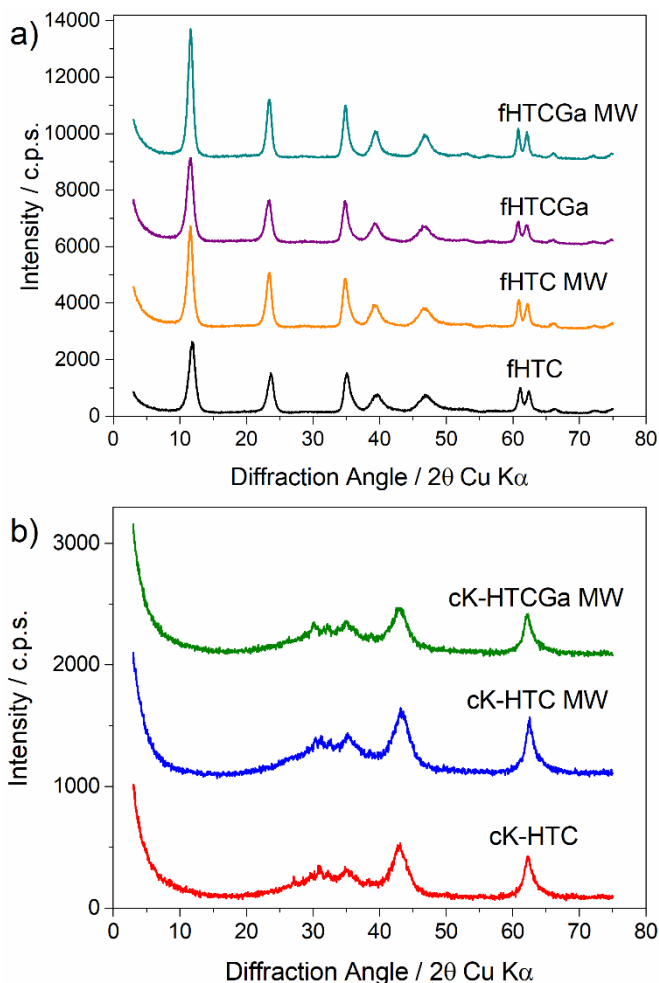 a)
14000
12000
10000
8000
6000
4000
2000
0
Intensity / c.p.s.
fHTCGa MW
fHTCGa
fHTC MW
fHTC
0 10 20 30 40 50 60 70 80
Diffraction Angle / 2θ Cu Kα
b)
3000
2000
1000
0
Intensity / c.p.s.
cK-HTCGa MW
cK-HTC MW
cK-HTC
0 10 20 30 40 50 60 70 80
Diffraction Angle / 2θ Cu Kα